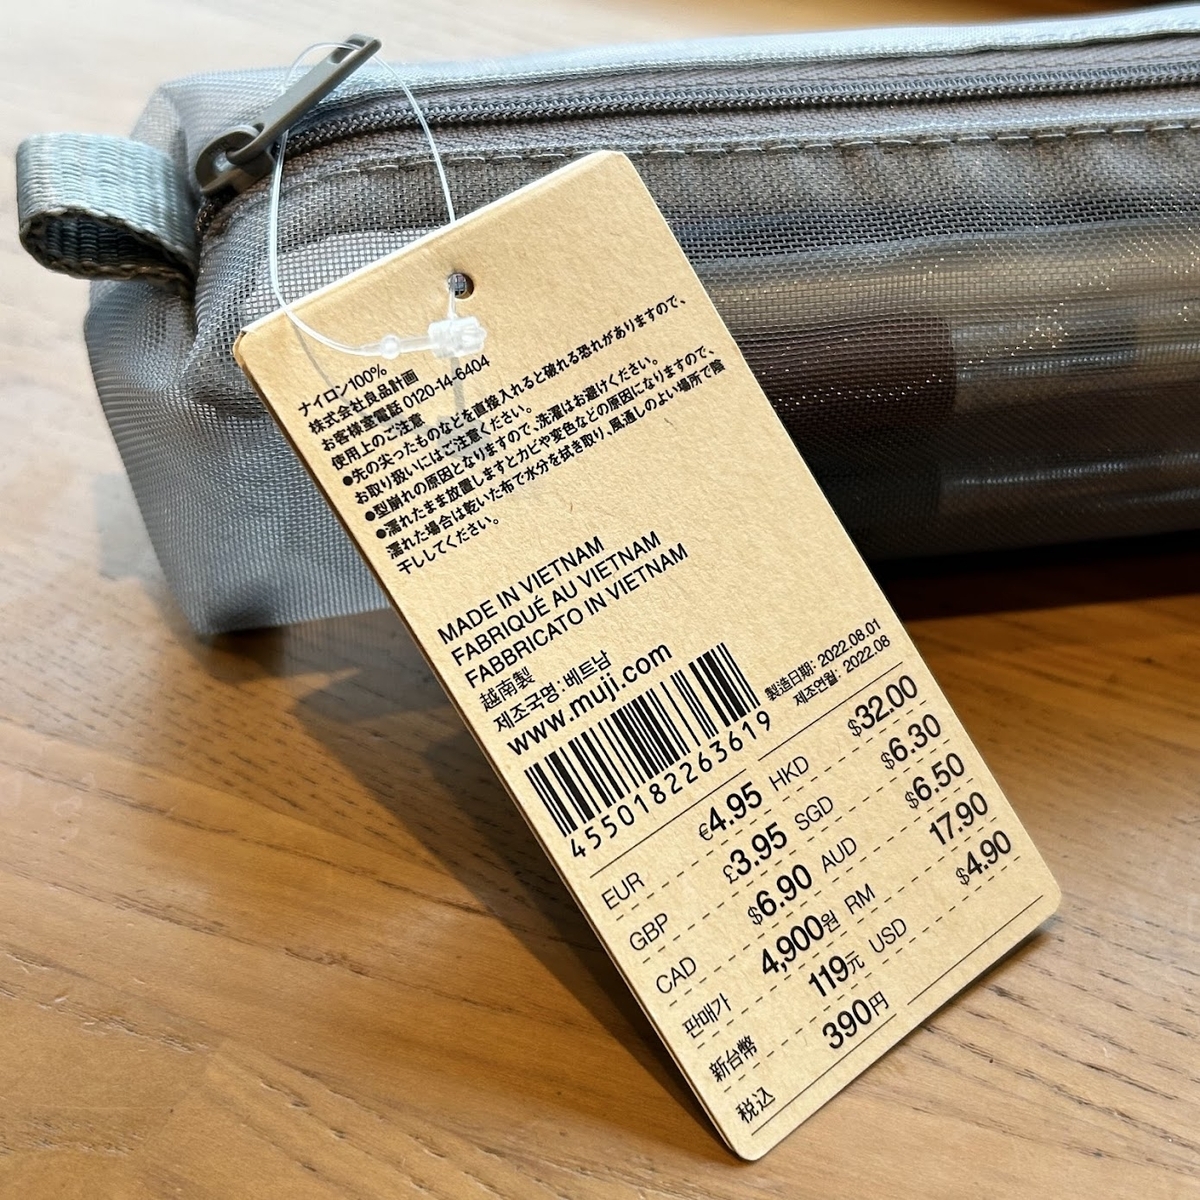 ナイロン100%
株式会社良品計画
お客様室電話 0120-14-6404
使用上のご注意
●先の尖ったものなどを直接入れると破れる恐れがありますので、
お取り扱いにはご注意ください。
●型崩れの原因となりますので、洗濯はお避けください。
●濡れたまま放置しますとカビや変色などの原因になりますので、
濡れた場合は乾いた布で水分を拭き取り、風通しのよい場所で陰
干ししてください。
MADE IN VIETNAM
FABRIQUÉ AU VIETNAM
FABBRICATO IN VIETNAM
越南製
제조국명: 베트남
www.muji.com
製造日期: 2022.08.01
제조연월: 2022.08
4550182263619
EUR €4.95 HKD $32.00
GBP £3.95 SGD $6.30
CAD $6.90 AUD $6.50
판매가 4,900원 RM 17.90
新台幣 119元 USD $4.90
税込 390円